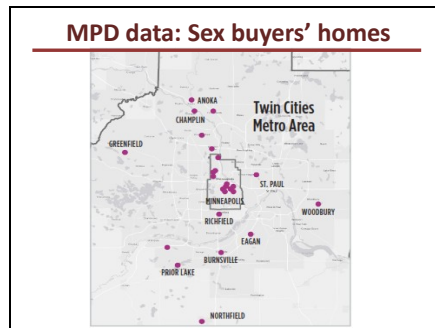 MPD data: Sex buyers' homes
ANOKA
CHAMPLIN
Twin Cities
Metro Area
GREENFIELD
ST. PAUL
MINNEAPOLIS
WOODBURY
RICHFIELD
EAGAN
BURNSVILLE
PRIOR LAKE
NORTHFIELD